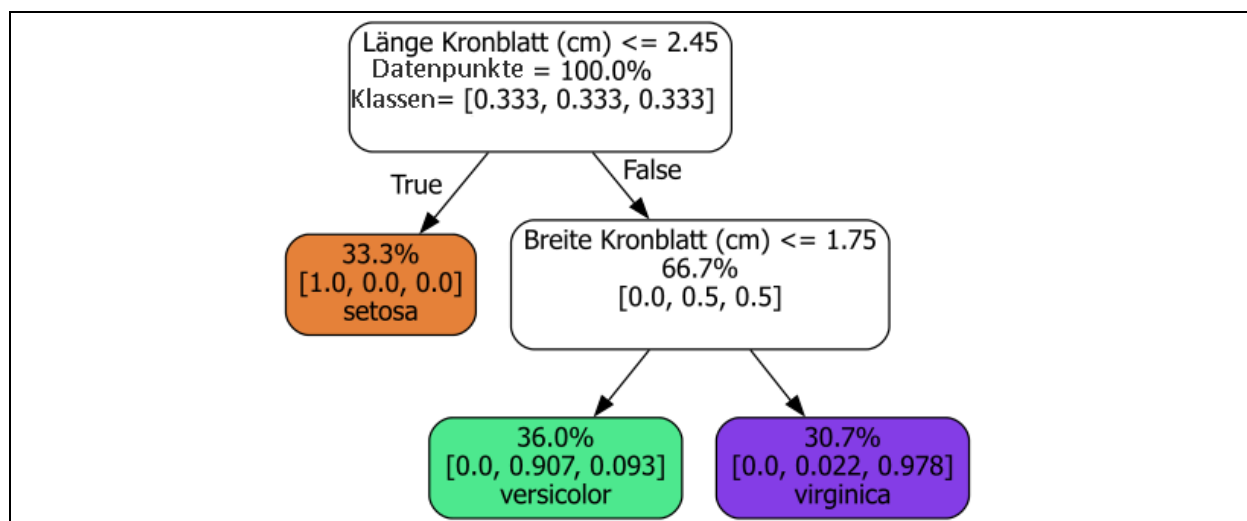 Länge Kronblatt (cm) <= 2.45
Datenpunkte = 100.0%
Klassen= [0.333, 0.333, 0.333]
True
False
33.3%
[1.0, 0.0, 0.0]
setosa
Breite Kronblatt (cm) <= 1.75
66.7%
[0.0, 0.5, 0.5]
36.0%
[0.0, 0.907, 0.093]
versicolor
30.7%
[0.0, 0.022, 0.978]
virginica